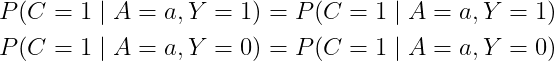 P(C = 1 | A = a, Y = 1) = P(C = 1 | A = a, Y = 1)
P(C = 1 | A = a, Y = 0) = P(C = 1 | A = a, Y = 0)